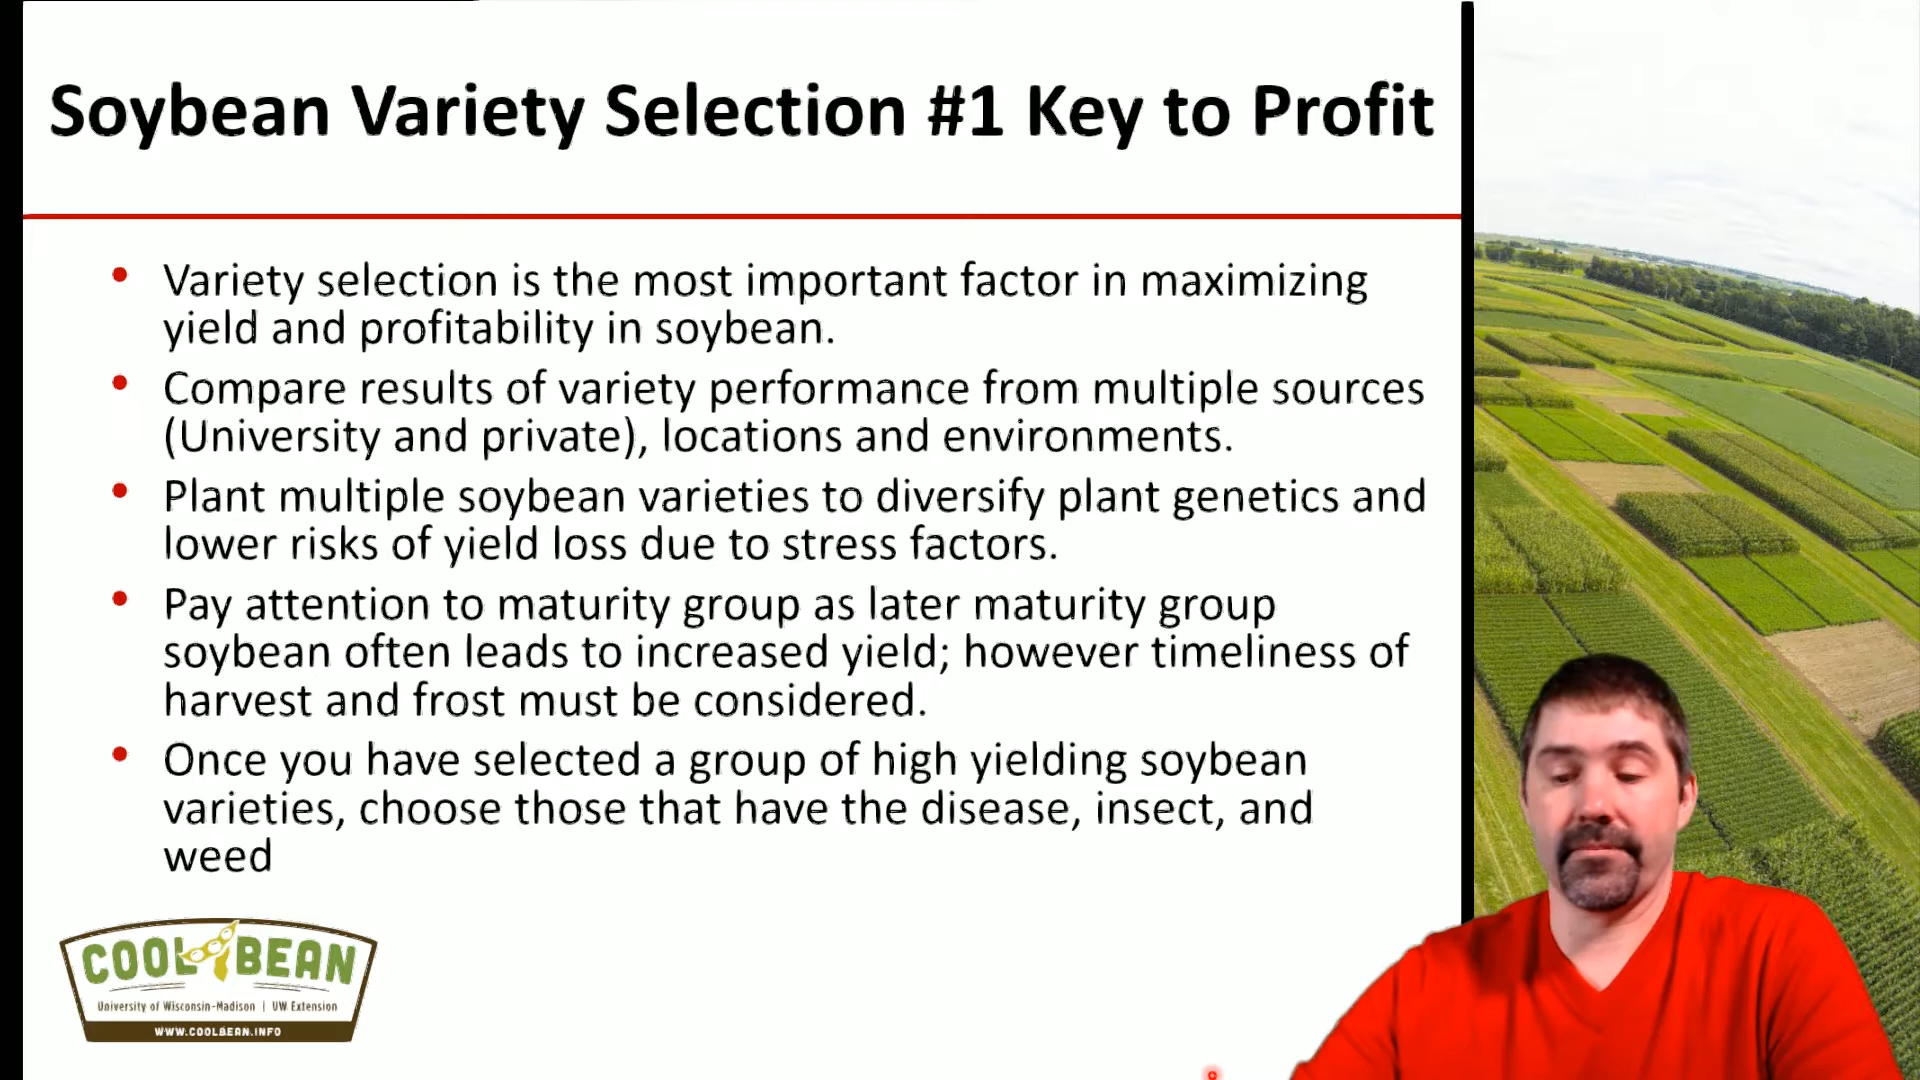 Soybean Variety Selection #1 Key to Profit
• Variety selection is the most important factor in maximizing
yield and profitability in soybean.
• Compare results of variety performance from multiple sources
(University and private), locations and environments.
• Plant multiple soybean varieties to diversify plant genetics and
lower risks of yield loss due to stress factors.
• Pay attention to maturity group as later maturity group
soybean often leads to increased yield; however timeliness of
harvest and frost must be considered.
• Once you have selected a group of high yielding soybean
varieties, choose those that have the disease, insect, and
weed
COOL BEAN
University of Wisconsin-Madison | UW Extension
WWW.COOLBEAN.INFO